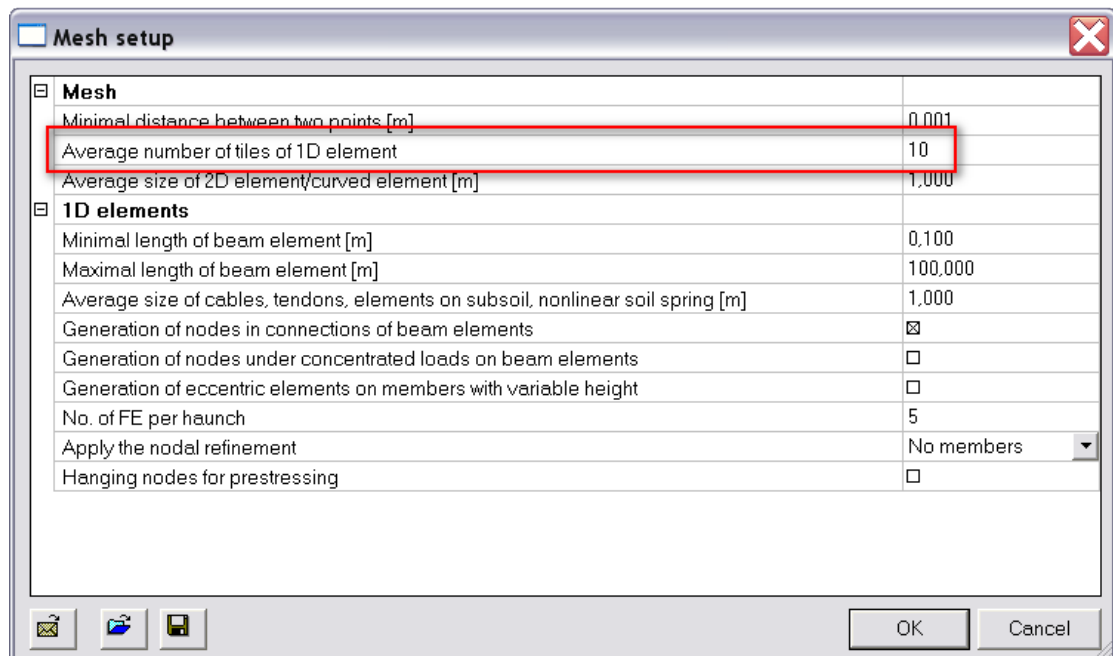 Mesh setup
Mesh
Minimal distance between two points [m] 0,001
Average number of tiles of 1D element 10
Average size of 2D element/curved element [m] 1,000
1D elements
Minimal length of beam element [m] 0,100
Maximal length of beam element [m] 100,000
Average size of cables, tendons, elements on subsoil, nonlinear soil spring [m] 1,000
Generation of nodes in connections of beam elements
Generation of nodes under concentrated loads on beam elements
Generation of eccentric elements on members with variable height
No. of FE per haunch 5
Apply the nodal refinement No members
Hanging nodes for prestressing
OK Cancel